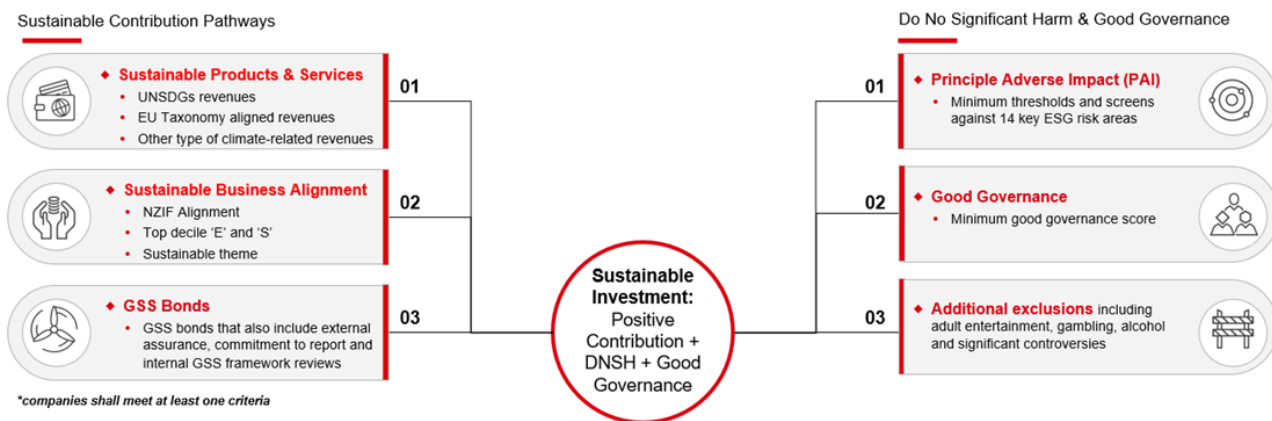 Sustainable Contribution Pathways
Sustainable Products & Services
UNSDGs revenues
EU Taxonomy aligned revenues
Other type of climate-related revenues
01
Sustainable Business Alignment
NZIF Alignment
Top decile ‘E’ and ‘S’
Sustainable theme
02
GSS Bonds
GSS bonds that also include external
assurance, commitment to report and
internal GSS framework reviews
03
*companies shall meet at least one criteria
Sustainable
Investment:
Positive
Contribution +
DNSH + Good
Governance
Do No Significant Harm & Good Governance
01
Principle Adverse Impact (PAI)
Minimum thresholds and screens
against 14 key ESG risk areas
02
Good Governance
Minimum good governance score
03
Additional exclusions including
adult entertainment, gambling, alcohol
and significant controversies